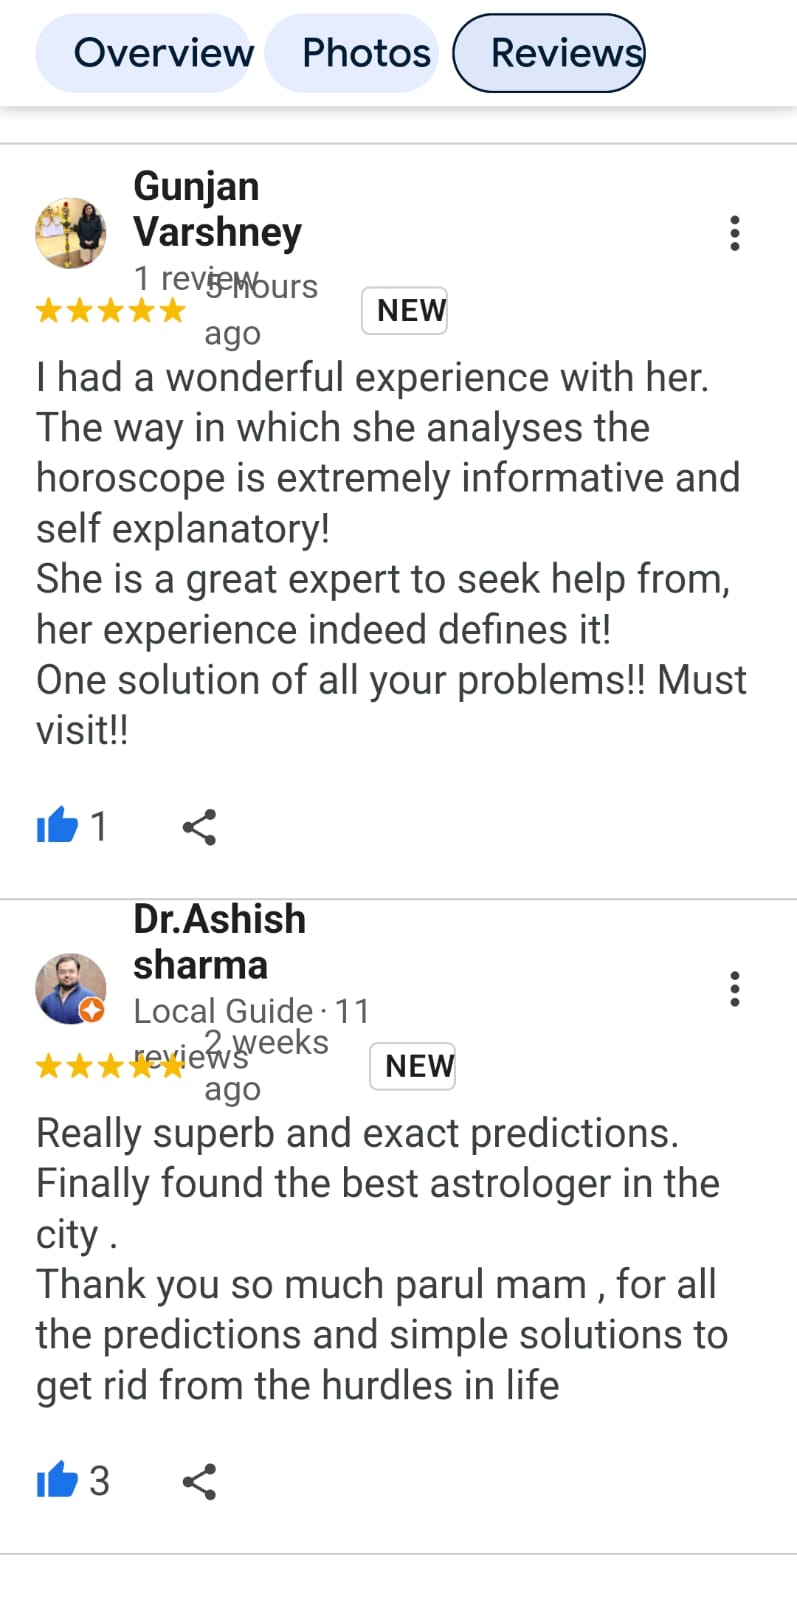 Overview Photos Reviews
Gunjan
Varshney
1 review
5 hours
ago
NEW
I had a wonderful experience with her.
The way in which she analyses the
horoscope is extremely informative and
self explanatory!
She is a great expert to seek help from,
her experience indeed defines it!
One solution of all your problems!! Must
visit!!
1
Dr.Ashish
sharma
Local Guide · 11
reviews
2 weeks
ago
NEW
Really superb and exact predictions.
Finally found the best astrologer in the
city .
Thank you so much parul mam , for all
the predictions and simple solutions to
get rid from the hurdles in life
3